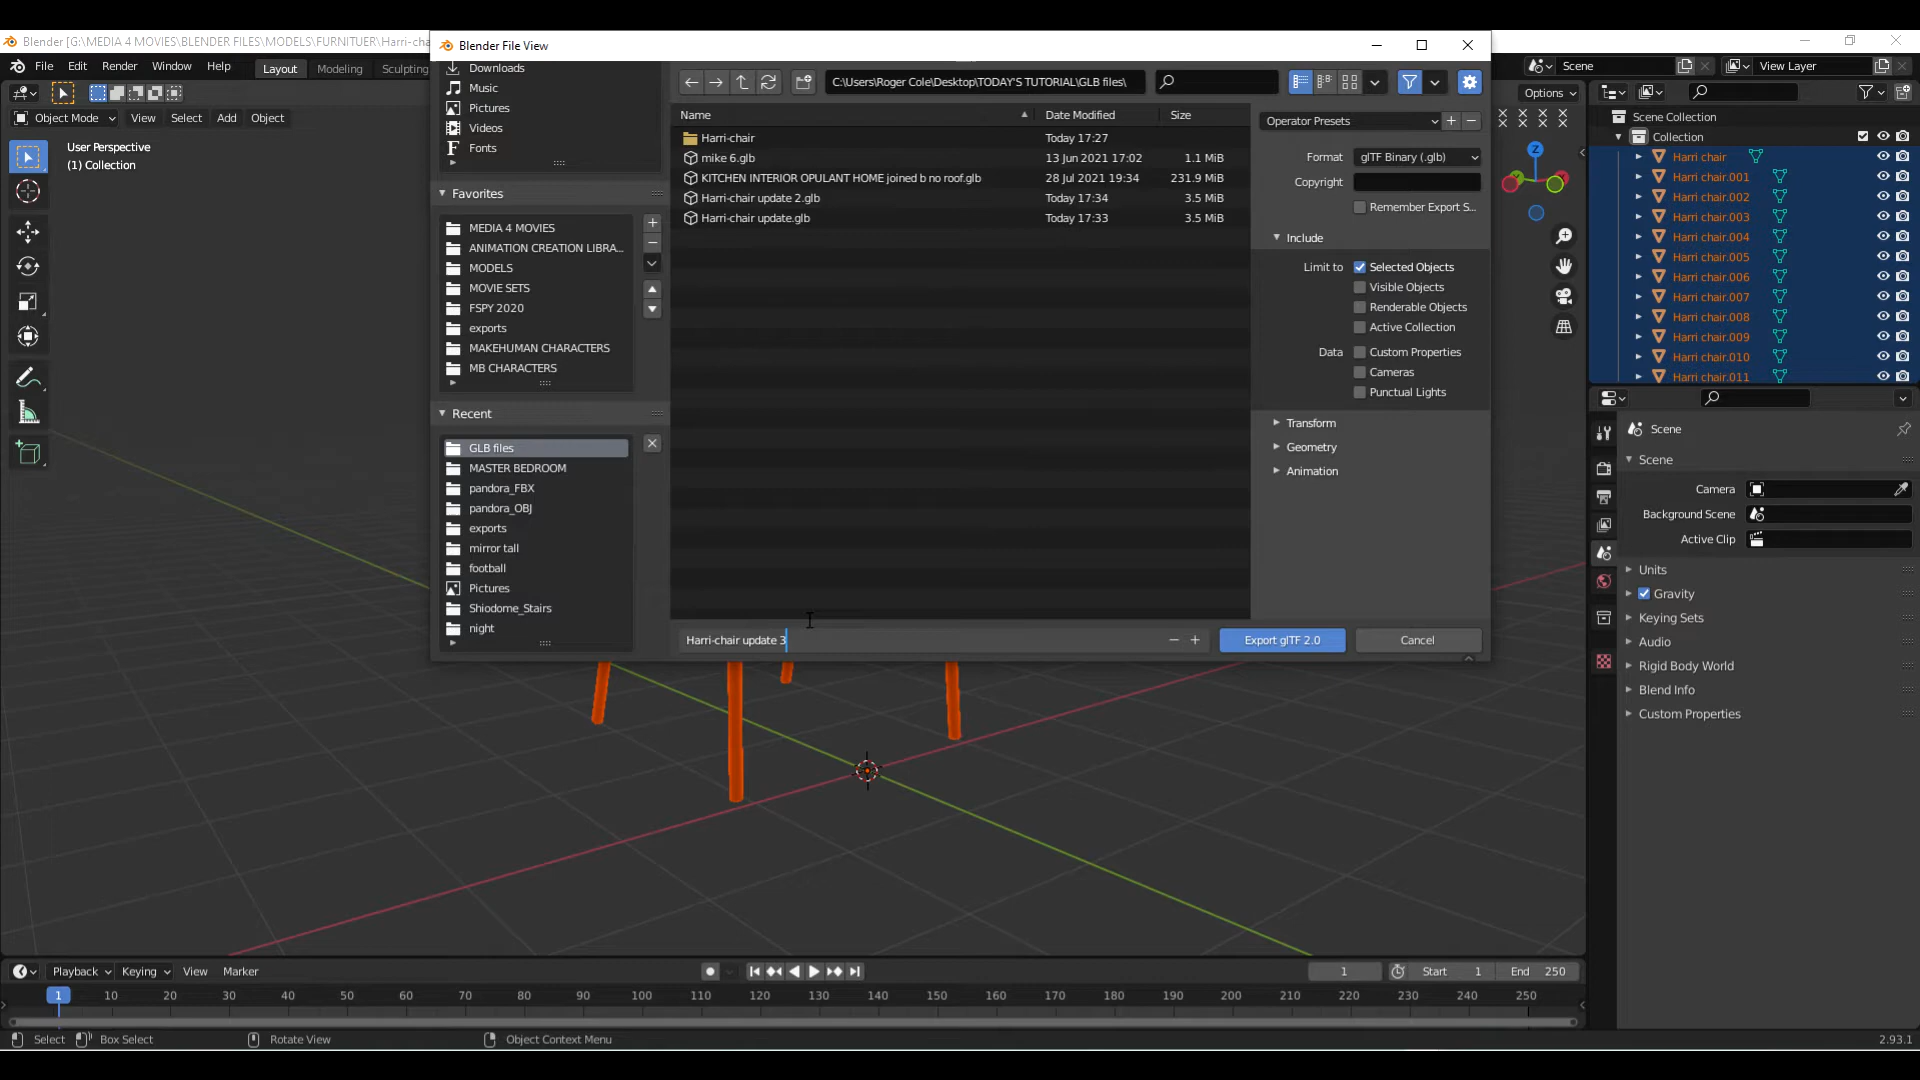 Blender [G:\MEDIA 4 MOVIES\BLENDER FILES\MODELS\FURNITUER\Harri-cha
Blender File View
File Edit Render Window Help Layout Modeling Sculpting
Scene View Layer
Object Mode View Select Add Object
Options
User Perspective
(1) Collection
Downloads
Music
Pictures
Videos
Fonts
Favorites
MEDIA 4 MOVIES
ANIMATION CREATION LIBRA...
MODELS
MOVIE SETS
FSPY 2020
exports
MAKEHUMAN CHARACTERS
MB CHARACTERS
Recent
GLB files
MASTER BEDROOM
pandora_FBX
pandora_OBJ
exports
mirror tall
football
Pictures
Shiodome_Stairs
night
C:\Users\Roger Cole\Desktop\TODAY'S TUTORIAL\GLB files\
Name Date Modified Size
Harri-chair Today 17:27
mike 6.glb 13 Jun 2021 17:02 1.1 MiB
KITCHEN INTERIOR OPULANT HOME joined b no roof.glb 28 Jul 2021 19:34 231.9 MiB
Harri-chair update 2.glb Today 17:34 3.5 MiB
Harri-chair update.glb Today 17:33 3.5 MiB
Harri-chair update 3
Export glTF 2.0 Cancel
Operator Presets
Format glTF Binary (.glb)
Copyright
Remember Export S...
Include
Limit to Selected Objects
Visible Objects
Renderable Objects
Active Collection
Data Custom Properties
Cameras
Punctual Lights
Transform
Geometry
Animation
Z
Scene Collection
Collection
Harri chair
Harri chair.001
Harri chair.002
Harri chair.003
Harri chair.004
Harri chair.005
Harri chair.006
Harri chair.007
Harri chair.008
Harri chair.009
Harri chair.010
Harri chair.011
Scene
Scene
Camera
Background Scene
Active Clip
Units
Gravity
Keying Sets
Audio
Rigid Body World
Blend Info
Custom Properties
Playback Keying View Marker
1 Start 1 End 250
1 10 20 30 40 50 60 70 80 90 100 110 120 130 140 150 160 170 180 190 200 210 220 230 240 250
Select Box Select Rotate View Object Context Menu 2.93.1